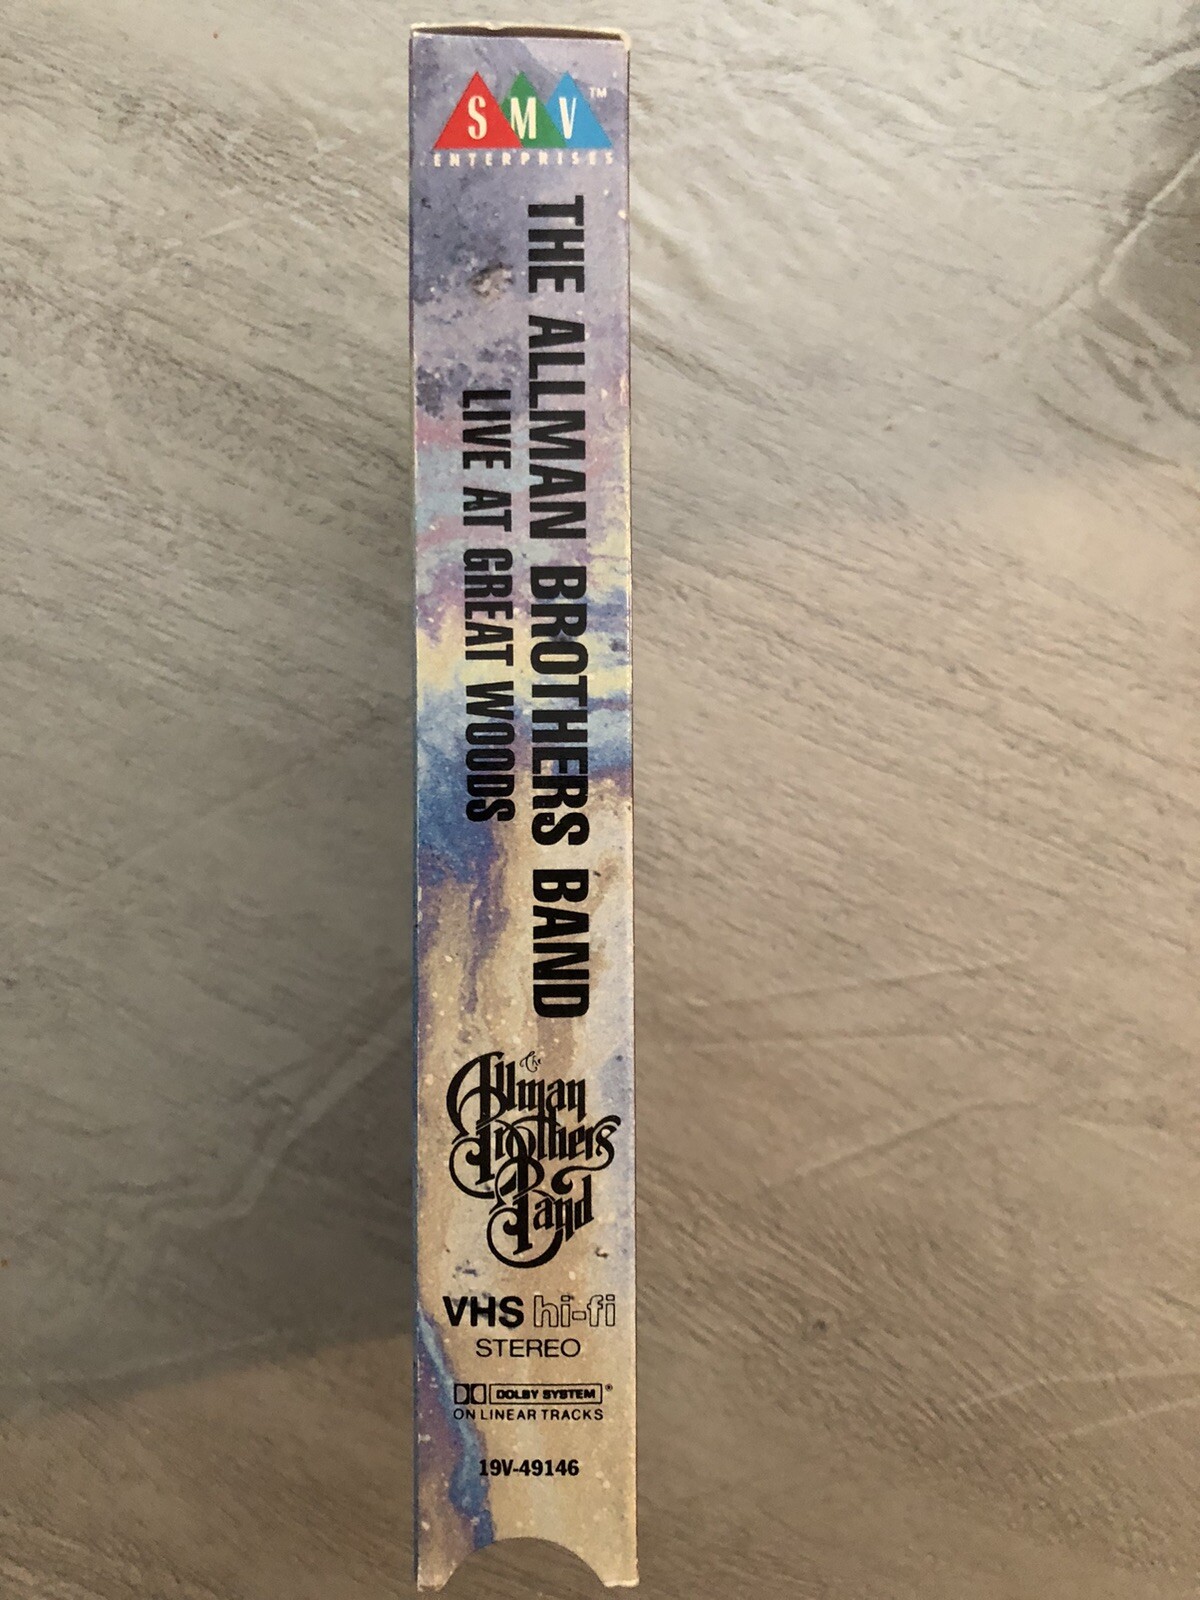 SMV™
ENTERPRISES
THE ALLMAN BROTHERS BAND
LIVE AT GREAT WOODS
The
Allman
Brothers
Band
VHS hi-fi
STEREO
DOLBY SYSTEM®
ON LINEAR TRACKS
19V-49146